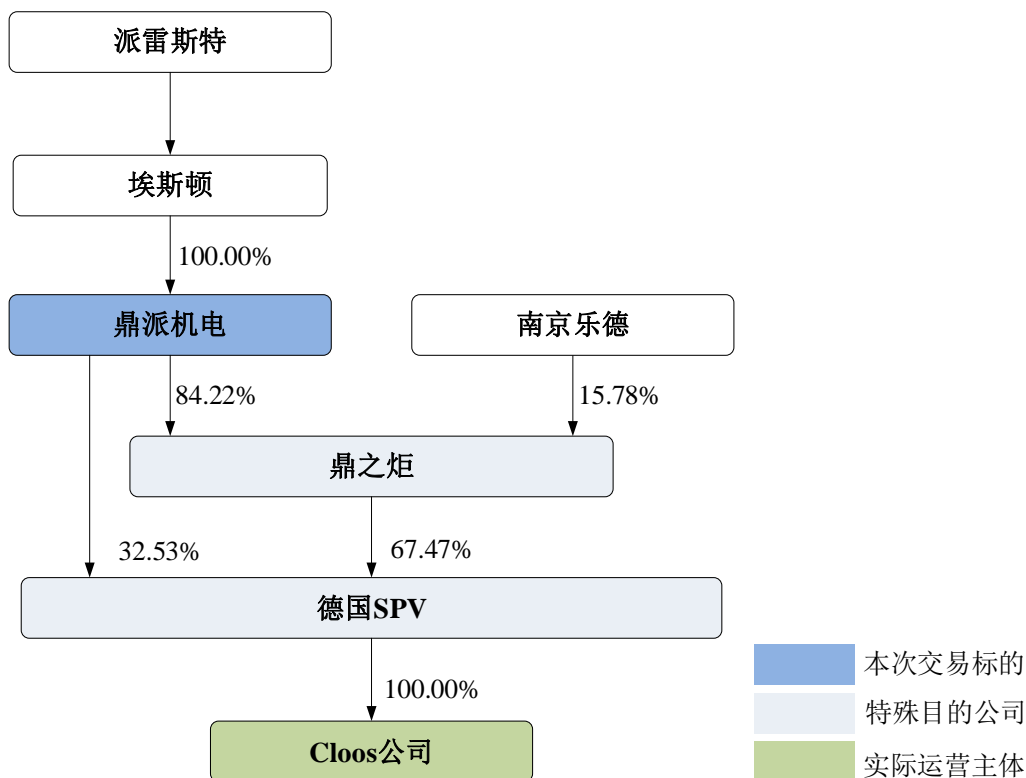 派雷斯特
埃斯顿
100.00%
鼎派机电
南京乐德
84.22%
15.78%
鼎之炬
32.53%
67.47%
德国SPV
100.00%
Cloos公司
本次交易标的
特殊目的公司
实际运营主体